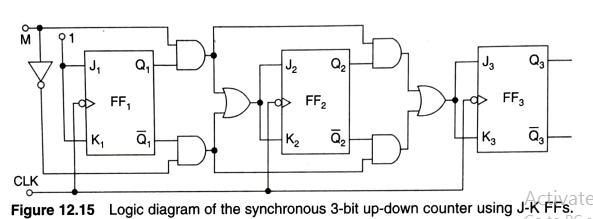 M
1
J₁ Q₁
FF₁
K₁ Q̅₁
J₂ Q₂
FF₂
K₂ Q̅₂
J₃ Q₃
FF₃
K₃ Q̅₃
CLK
Activate
Figure 12.15 Logic diagram of the synchronous 3-bit up-down counter using J-K FFs.